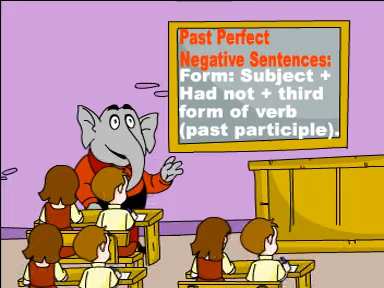 Past Perfect
Negative Sentences:
Form: Subject +
Had not + third
form of verb
(past participle).